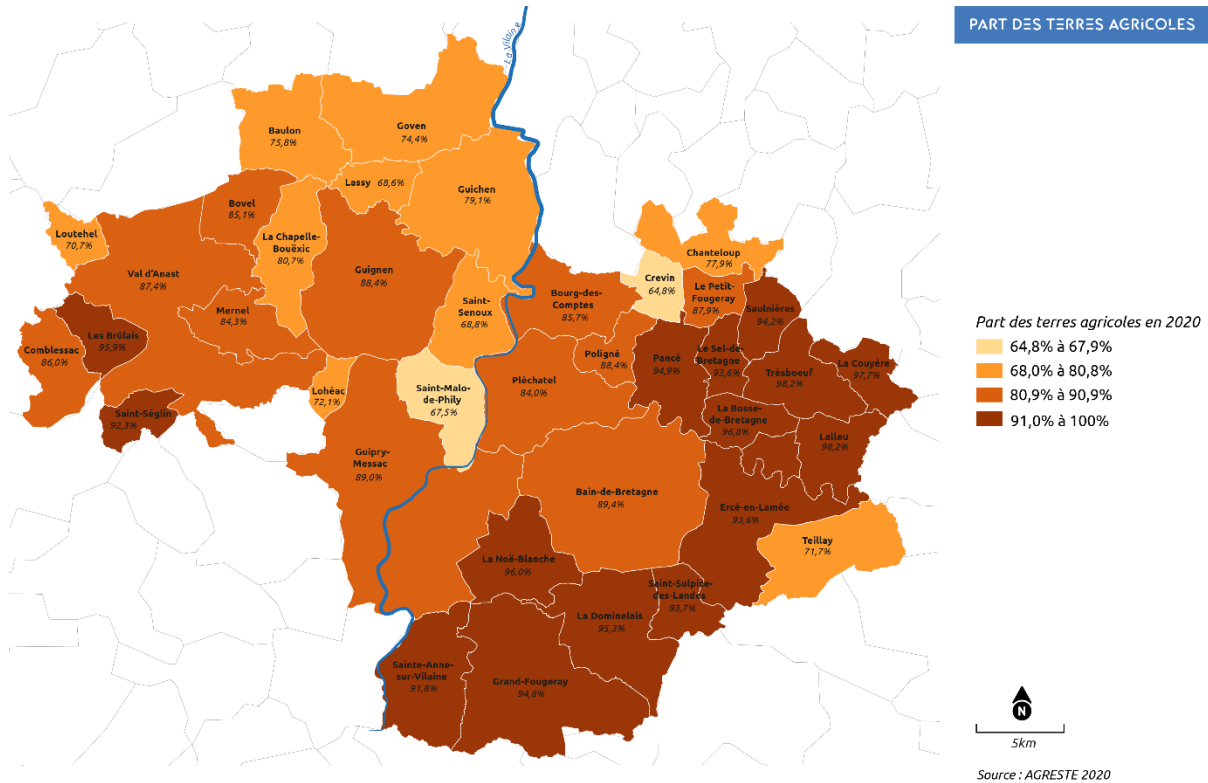 PART DES TERRES AGRiCOLES
La Vilaine
Baulon
75,8%
Goven
74,4%
Lassy 68,6%
Guichen
79,1%
Bovel
85,1%
Loutehel
70,7%
La Chapelle-
Bouëxic
80,7%
Val d'Anast
87,4%
Guignen
88,4%
Mernel
84,3%
Saint-
Senoux
68,8%
Bourg-des-
Comptes
85,7%
Crevin
64,8%
Chanteloup
77,9%
Le Petit-
Fougeray
87,9%
Saulnières
94,2%
Les Brûlais
95,9%
Comblessac
86,0%
Saint-Séglin
92,3%
Lohéac
72,1%
Saint-Malo-
de-Phily
67,5%
Pléchatel
84,0%
Poligné
88,4%
Pancé
94,9%
Le Sel-de-
Bretagne
93,6%
Trèsboeuf
98,2%
La Couyère
97,7%
La Bosse-
de-Bretagne
96,8%
Lalleu
98,2%
Guipry-
Messac
89,0%
Bain-de-Bretagne
89,4%
Ercé-en-Lamée
93,6%
Teillay
71,7%
La Noë-Blanche
96,0%
Saint-Sulpice-
des-Landes
93,7%
La Dominelais
95,3%
Sainte-Anne-
sur-Vilaine
91,8%
Grand-Fougeray
94,8%
Part des terres agricoles en 2020
64,8% à 67,9%
68,0% à 80,8%
80,9% à 90,9%
91,0% à 100%
N
5km
Source : AGRESTE 2020